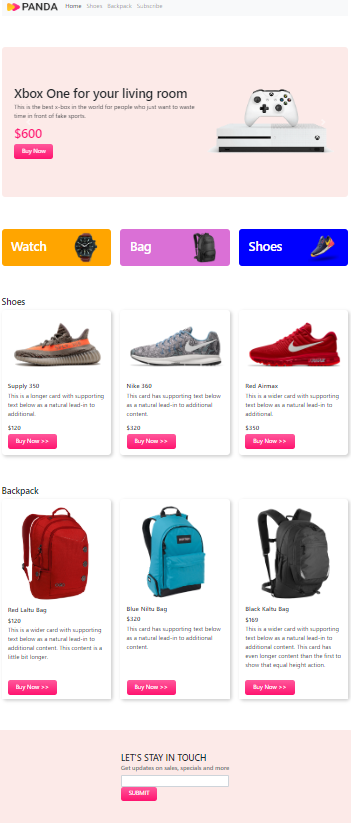 PANDA Home Shoes Backpack Subscribe
Xbox One for your living room
This is the best x-box in the world for people who just want to waste
time in front of fake sports.
$600
Buy Now
Watch
Bag
Shoes
Shoes
Supply 350
This is a longer card with supporting
text below as a natural lead-in to
additional.
$120
Buy Now >>
Nike 360
This card has supporting text below
as a natural lead-in to additional
content.
$320
Buy Now >>
Red Airmax
This is a wider card with supporting
text below as a natural lead-in to
additional.
$350
Buy Now >>
Backpack
Red Laftu Bag
$120
This is a wider card with supporting
text below as a natural lead-in to
additional content. This content is a
little bit longer.
Buy Now >>
Blue Niltu Bag
$320
This card has supporting text below
as a natural lead-in to additional
content.
Buy Now >>
Black Kaltu Bag
$169
This is a wider card with supporting
text below as a natural lead-in to
additional content. This card has
even longer content than the first to
show that equal height action.
Buy Now >>
LET'S STAY IN TOUCH
Get updates on sales, specials and more
SUBMIT